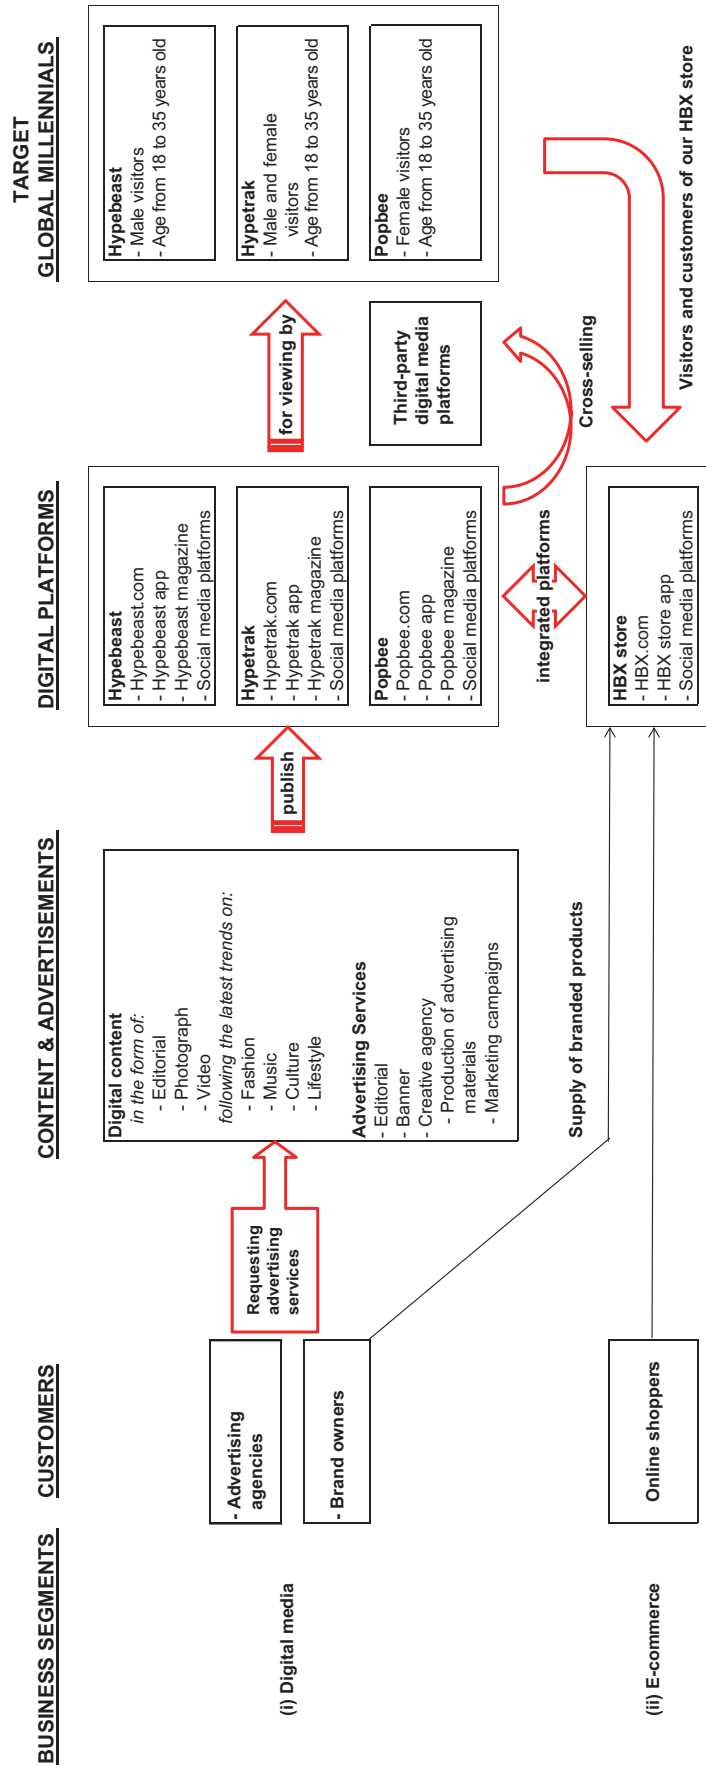 BUSINESS SEGMENTS
CUSTOMERS
CONTENT & ADVERTISEMENTS
DIGITAL PLATFORMS
TARGET
GLOBAL MILLENNIALS
(i) Digital media
- Advertising
agencies
- Brand owners
Requesting
advertising
services
Digital content
in the form of:
- Editorial
- Photograph
- Video
following the latest trends on:
- Fashion
- Music
- Culture
- Lifestyle
Advertising Services
- Editorial
- Banner
- Creative agency
- Production of advertising
materials
- Marketing campaigns
publish
Hypebeast
- Hypebeast.com
- Hypebeast app
- Hypebeast magazine
- Social media platforms
Hypetrak
- Hypetrak.com
- Hypetrak app
- Hypetrak magazine
- Social media platforms
Popbee
- Popbee.com
- Popbee app
- Popbee magazine
- Social media platforms
for viewing by
Third-party
digital media
platforms
Hypebeast
- Male visitors
- Age from 18 to 35 years old
Hypetrak
- Male and female
visitors
- Age from 18 to 35 years old
Popbee
- Female visitors
- Age from 18 to 35 years old
integrated platforms
Cross-selling
Supply of branded products
Visitors and customers of our HBX store
(ii) E-commerce
Online shoppers
HBX store
- HBX.com
- HBX store app
- Social media platforms